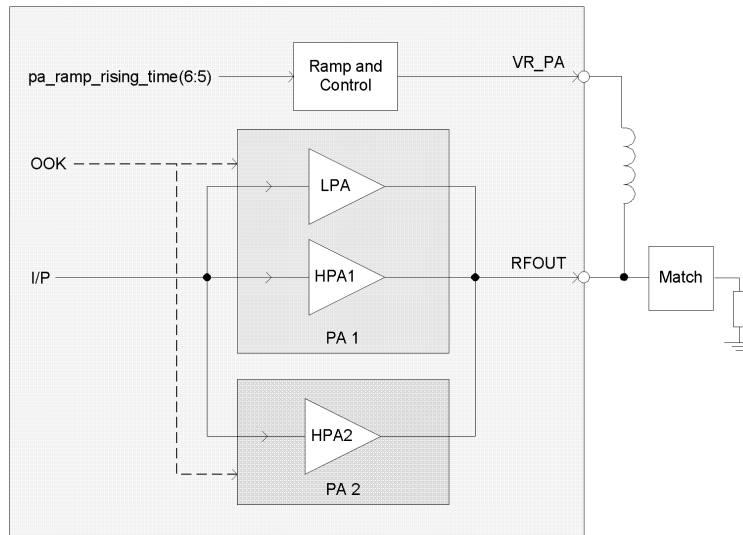 pa_ramp_rising_time(6:5)
Ramp and
Control
VR_PA
OOK
LPA
I/P
HPA1
RFOUT
Match
PA 1
HPA2
PA 2